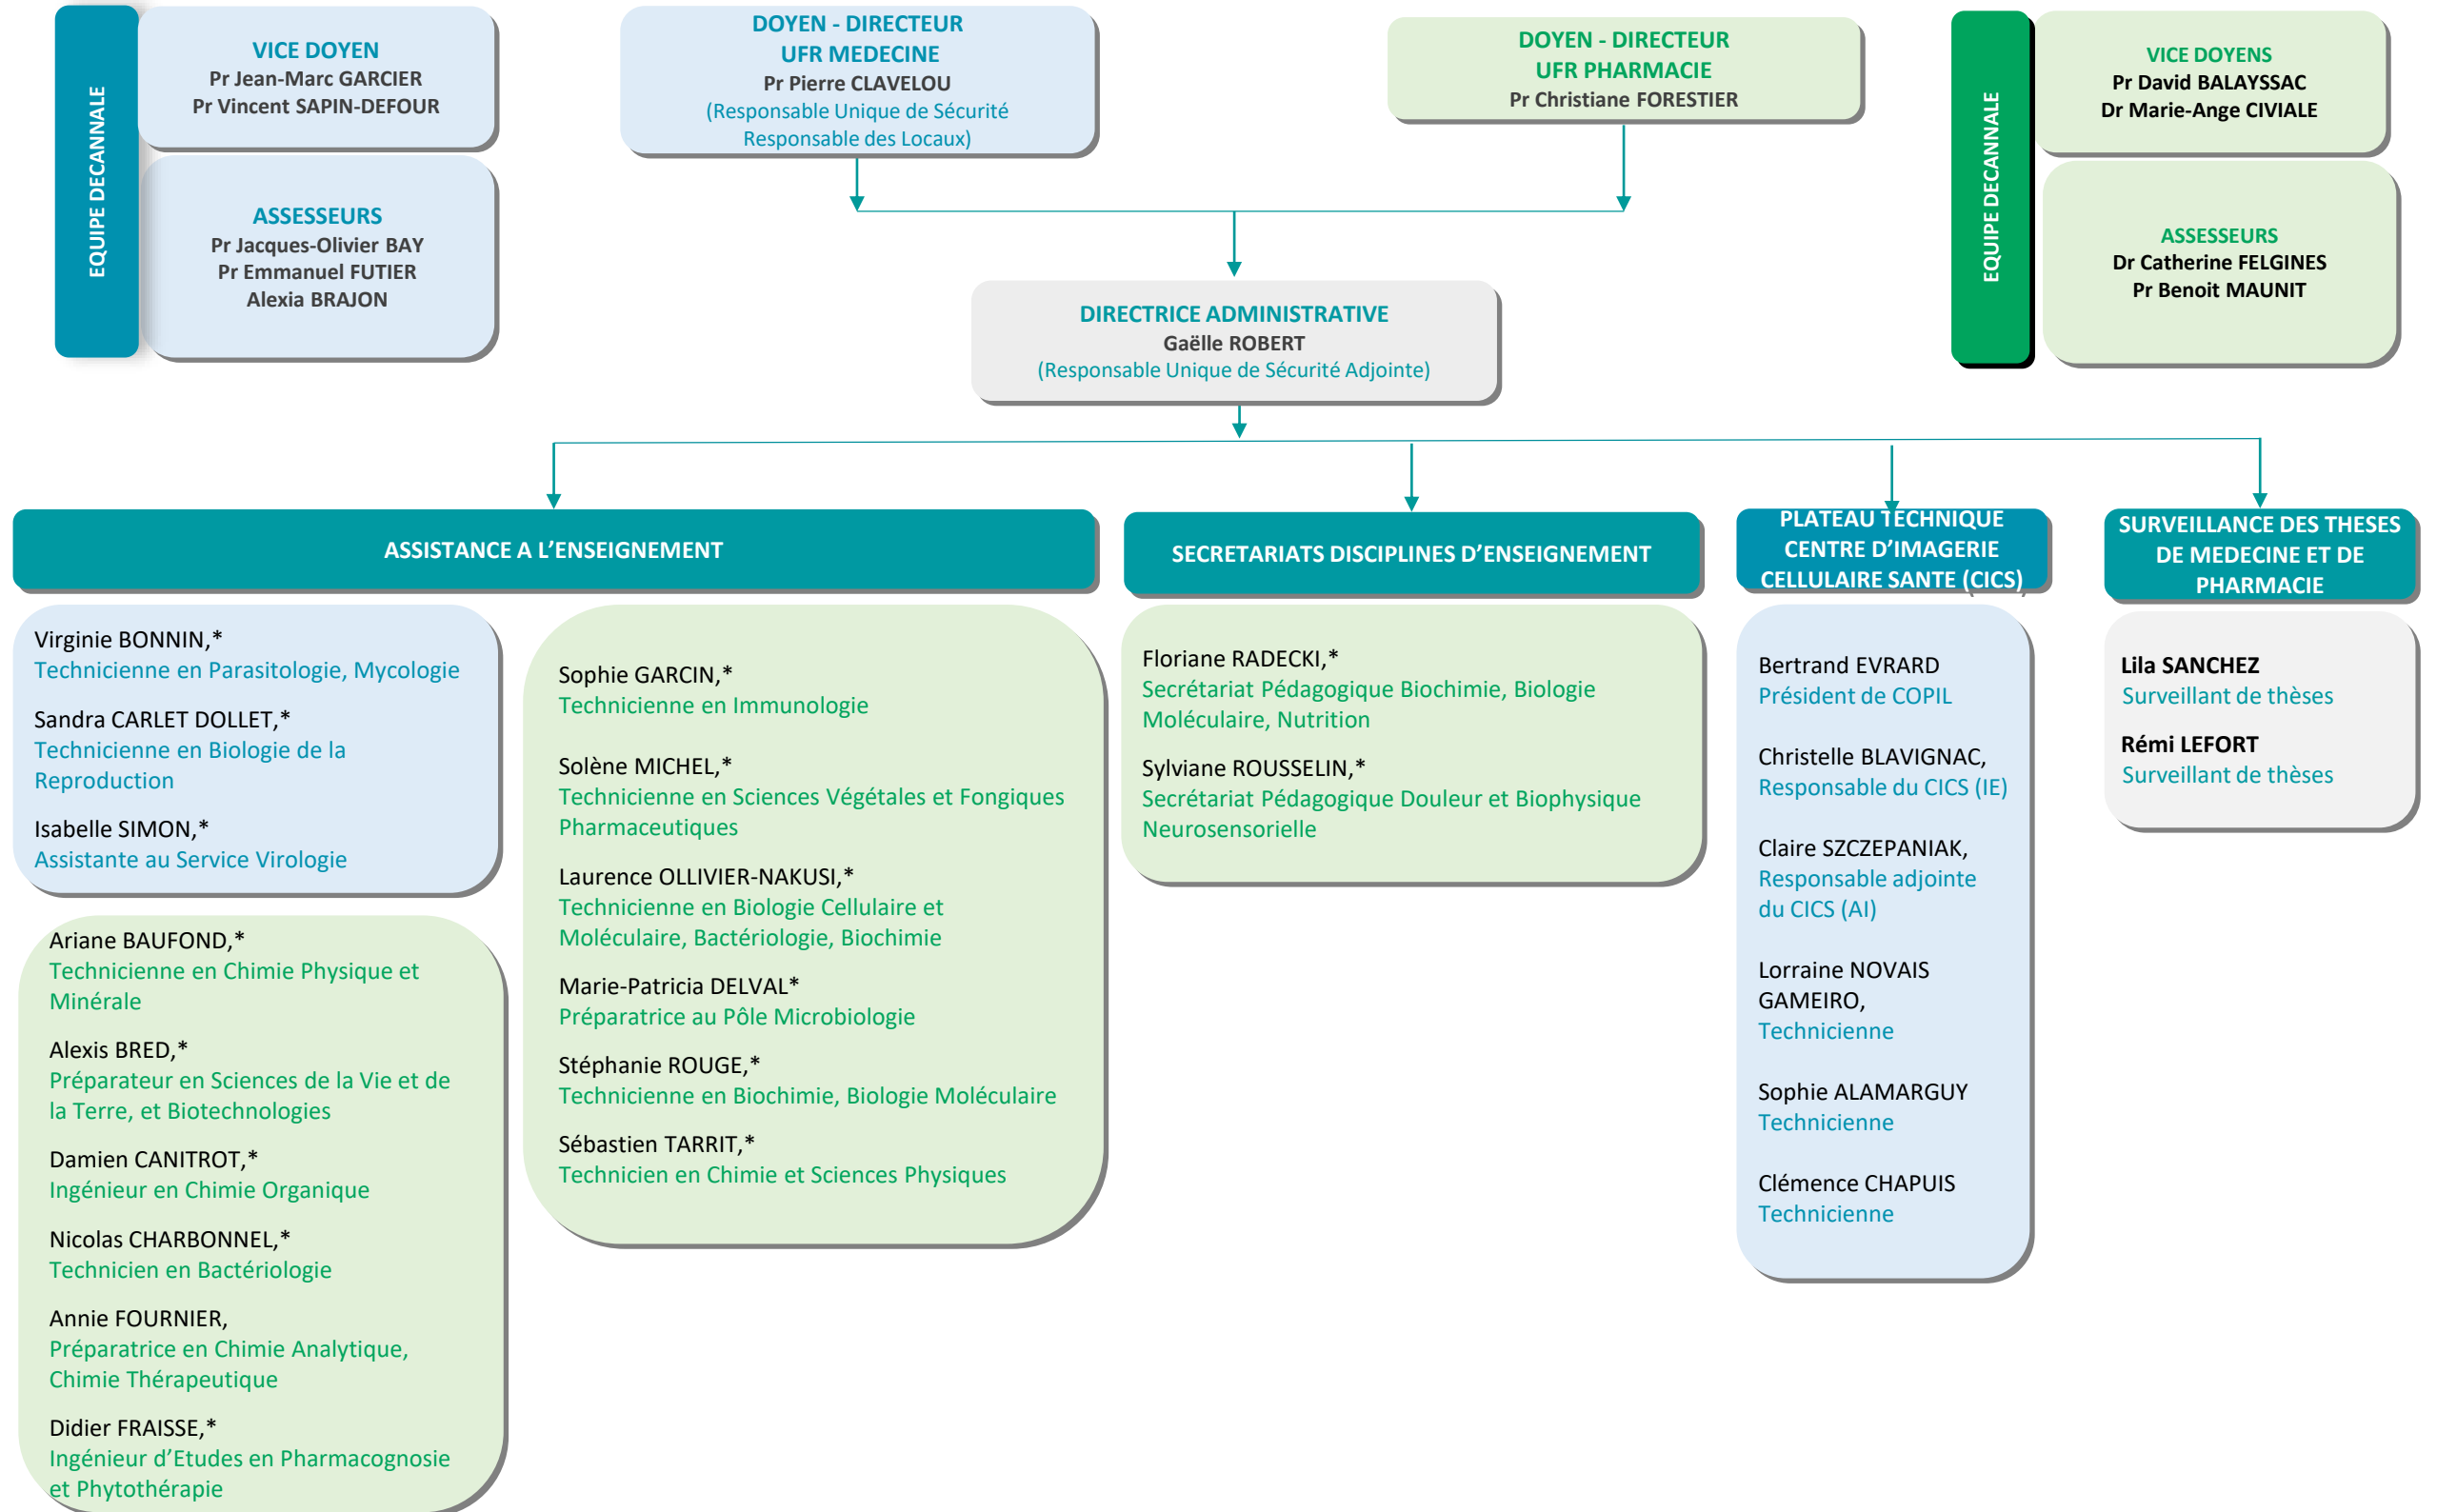 EQUIPE DECANNALE
VICE DOYEN
Pr Jean-Marc GARCIER
Pr Vincent SAPIN-DEFOUR
ASSESSEURS
Pr Jacques-Olivier BAY
Pr Emmanuel FUTIER
Alexia BRAJON
DOYEN - DIRECTEUR
UFR MEDECINE
Pr Pierre CLAVELOU
(Responsable Unique de Sécurité
Responsable des Locaux)
DOYEN - DIRECTEUR
UFR PHARMACIE
Pr Christiane FORESTIER
EQUIPE DECANNALE
VICE DOYENS
Pr David BALAYSSAC
Dr Marie-Ange CIVIALE
ASSESSEURS
Dr Catherine FELGINES
Pr Benoit MAUNIT
DIRECTRICE ADMINISTRATIVE
Gaëlle ROBERT
(Responsable Unique de Sécurité Adjointe)
ASSISTANCE A L’ENSEIGNEMENT
Virginie BONNIN,*
Technicienne en Parasitologie, Mycologie
Sandra CARLET DOLLET,*
Technicienne en Biologie de la
Reproduction
Isabelle SIMON,*
Assistante au Service Virologie
Ariane BAUFOND,*
Technicienne en Chimie Physique et
Minérale
Alexis BRED,*
Préparateur en Sciences de la Vie et de
la Terre, et Biotechnologies
Damien CANITROT,*
Ingénieur en Chimie Organique
Nicolas CHARBONNEL,*
Technicien en Bactériologie
Annie FOURNIER,
Préparatrice en Chimie Analytique,
Chimie Thérapeutique
Didier FRAISSE,*
Ingénieur d’Etudes en Pharmacognosie
et Phytothérapie
Sophie GARCIN,*
Technicienne en Immunologie
Solène MICHEL,*
Technicienne en Sciences Végétales et Fongiques
Pharmaceutiques
Laurence OLLIVIER-NAKUSI,*
Technicienne en Biologie Cellulaire et
Moléculaire, Bactériologie, Biochimie
Marie-Patricia DELVAL*
Préparatrice au Pôle Microbiologie
Stéphanie ROUGE,*
Technicienne en Biochimie, Biologie Moléculaire
Sébastien TARRIT,*
Technicien en Chimie et Sciences Physiques
SECRETARIATS DISCIPLINES D’ENSEIGNEMENT
Floriane RADECKI,*
Secrétariat Pédagogique Biochimie, Biologie
Moléculaire, Nutrition
Sylviane ROUSSELIN,*
Secrétariat Pédagogique Douleur et Biophysique
Neurosensorielle
PLATEAU TECHNIQUE
CENTRE D’IMAGERIE
CELLULAIRE SANTE (CICS)
Bertrand EVRARD
Président de COPIL
Christelle BLAVIGNAC,
Responsable du CICS (IE)
Claire SZCZEPANIAK,
Responsable adjointe
du CICS (AI)
Lorraine NOVAIS
GAMEIRO,
Technicienne
Sophie ALAMARGUY
Technicienne
Clémence CHAPUIS
Technicienne
SURVEILLANCE DES THESES
DE MEDECINE ET DE
PHARMACIE
Lila SANCHEZ
Surveillant de thèses
Rémi LEFORT
Surveillant de thèses